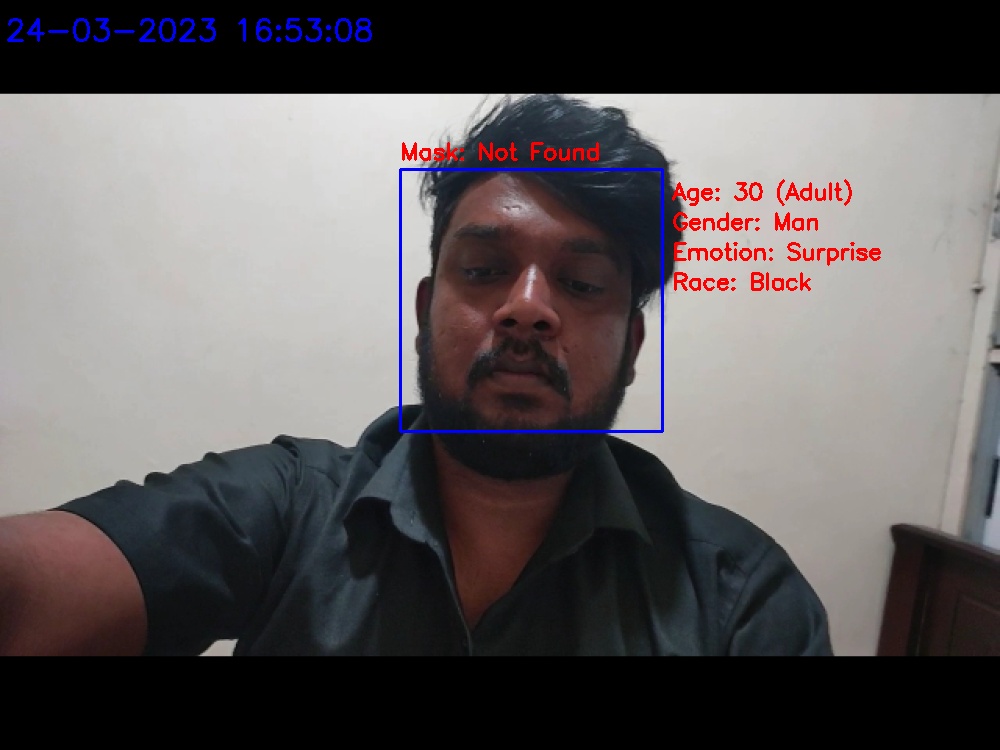 24-03-2023 16:53:08
Mask: Not Found
Age: 30 (Adult)
Gender: Man
Emotion: Surprise
Race: Black